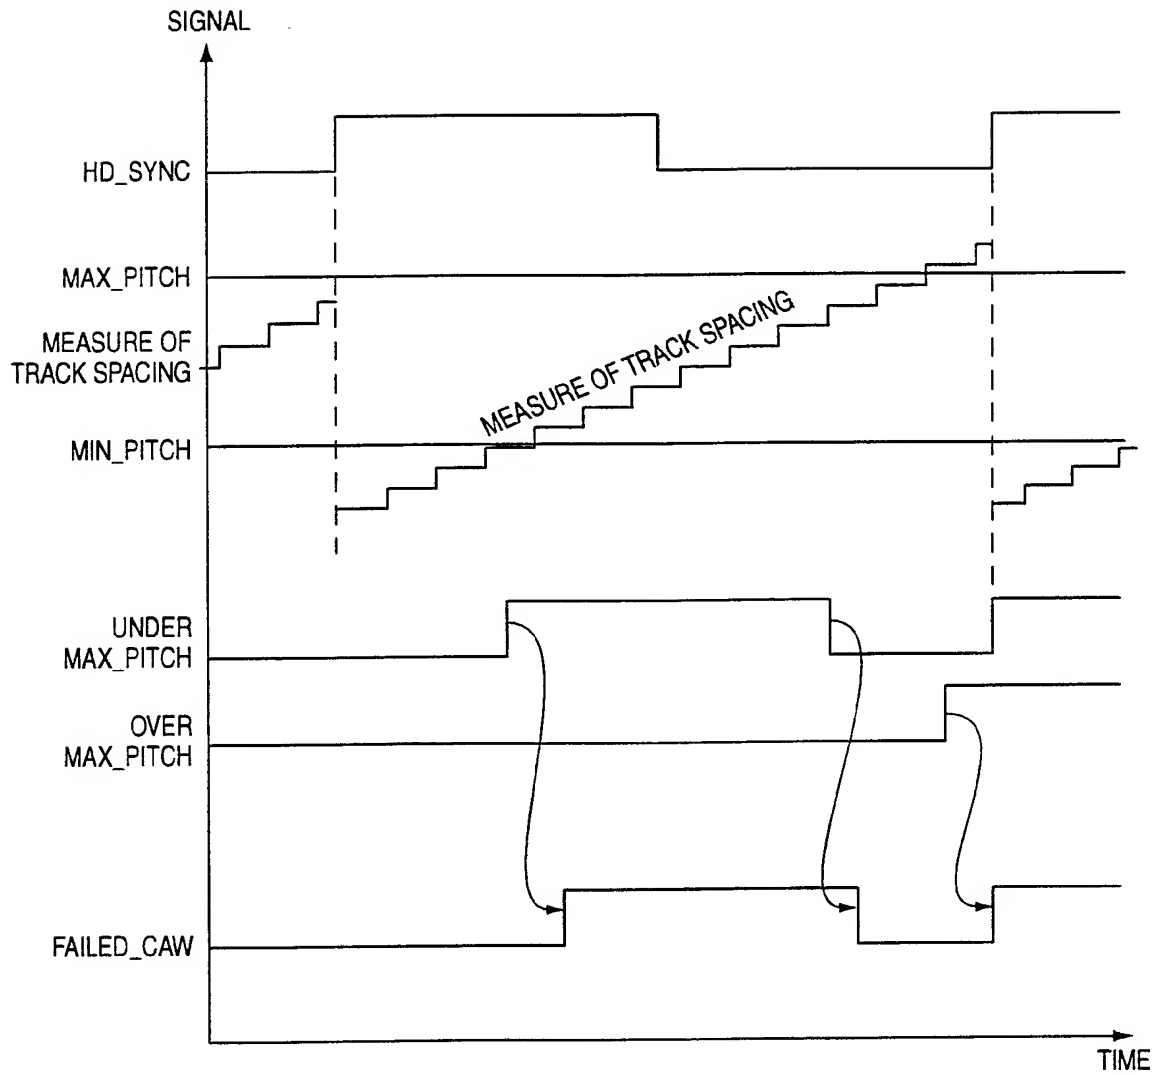 SIGNAL
HD_SYNC
MAX_PITCH
MEASURE OF
TRACK SPACING
MEASURE OF TRACK SPACING
MIN_PITCH
UNDER
MAX_PITCH
OVER
MAX_PITCH
FAILED_CAW
TIME